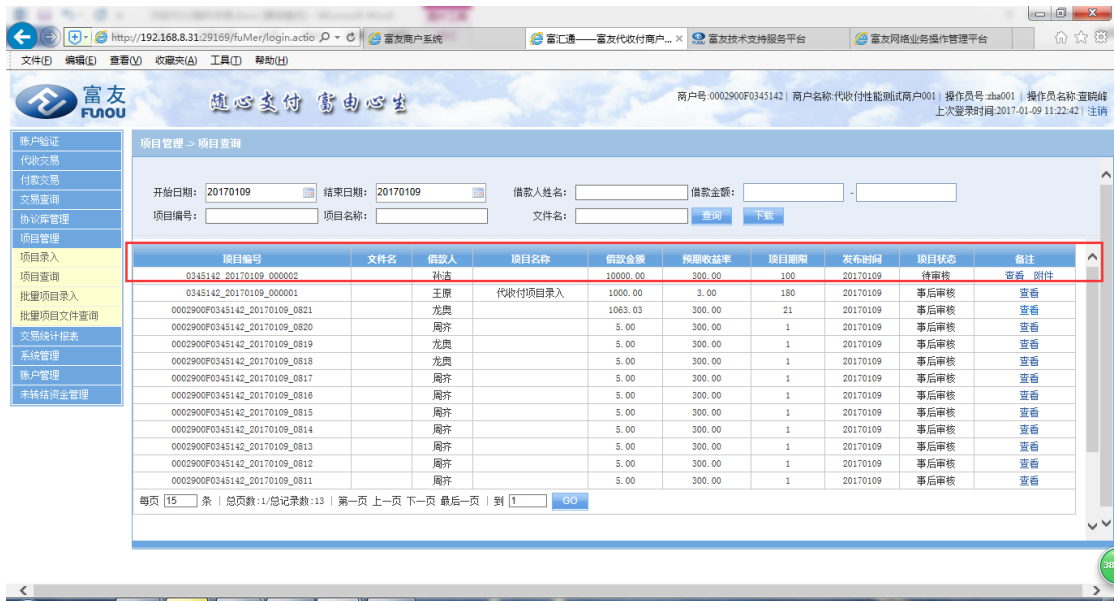 http://192.168.8.31:29169/fuMer/login.actio
富友商户系统
富汇通——富友代收付商户...
富友技术支持服务平台
富友网络业务操作管理平台
文件(F) 编辑(E) 查看(V) 收藏夹(A) 工具(T) 帮助(H)
富友
FUIOU
随心支付 富由心生
商户号:0002900F0345142| 商户名称:代收付性能测试商户001| 操作员号:zha001 | 操作员名称:查晓峰
上次登录时间:2017-01-09 11:22:42| 注销
账户验证
代收交易
付款交易
交易查询
协议库管理
项目管理
项目录入
项目查询
批量项目录入
批量项目文件查询
交易统计报表
系统管理
账户管理
未转结资金管理
项目管理 -> 项目查询
开始日期: 20170109 结束日期: 20170109 借款人姓名: 借款金额: -
项目编号: 项目名称: 文件名: 查询 下载
项目编号 文件名 借款人 项目名称 借款金额 预期收益率 项目期限 发布时间 项目状态 备注
0345142_20170109_000002 孙洁 10000.00 300.00 100 20170109 待审核 查看 附件
0345142_20170109_000001 王原 代收付项目录入 1000.00 3.00 180 20170109 事后审核 查看
0002900F0345142_20170109_0821 龙奥 1063.03 300.00 21 20170109 事后审核 查看
0002900F0345142_20170109_0820 周齐 5.00 300.00 1 20170109 事后审核 查看
0002900F0345142_20170109_0819 龙奥 5.00 300.00 1 20170109 事后审核 查看
0002900F0345142_20170109_0818 龙奥 5.00 300.00 1 20170109 事后审核 查看
0002900F0345142_20170109_0817 周齐 5.00 300.00 1 20170109 事后审核 查看
0002900F0345142_20170109_0816 周齐 5.00 300.00 1 20170109 事后审核 查看
0002900F0345142_20170109_0815 周齐 5.00 300.00 1 20170109 事后审核 查看
0002900F0345142_20170109_0814 周齐 5.00 300.00 1 20170109 事后审核 查看
0002900F0345142_20170109_0813 周齐 5.00 300.00 1 20170109 事后审核 查看
0002900F0345142_20170109_0812 周齐 5.00 300.00 1 20170109 事后审核 查看
0002900F0345142_20170109_0811 周齐 5.00 300.00 1 20170109 事后审核 查看
每页 15 条 | 总页数:1/总记录数:13 | 第一页 上一页 下一页 最后一页 | 到 1 GO
38